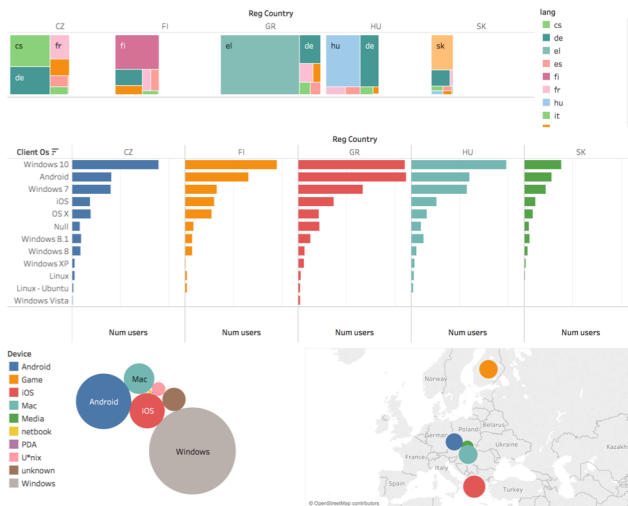 Reg Country
CZ FI GR HU SK
cs fr de
fi
el de
hu de
sk
lang
cs
de
el
es
fi
fr
hu
it
Reg Country
Client Os CZ FI GR HU SK
Windows 10
Android
Windows 7
iOS
OS X
Null
Windows 8.1
Windows 8
Windows XP
Linux
Linux - Ubuntu
Windows Vista
Num users Num users Num users Num users Num users
Device
Android
Game
iOS
Mac
Media
netbook
PDA
U*nix
unknown
Windows
Android
Mac
iOS
Windows
Norway
Belarus
Poland
Germany
Ukraine
France
Kazakh
Italy
Spain
Turkey
© OpenStreetMap contributors